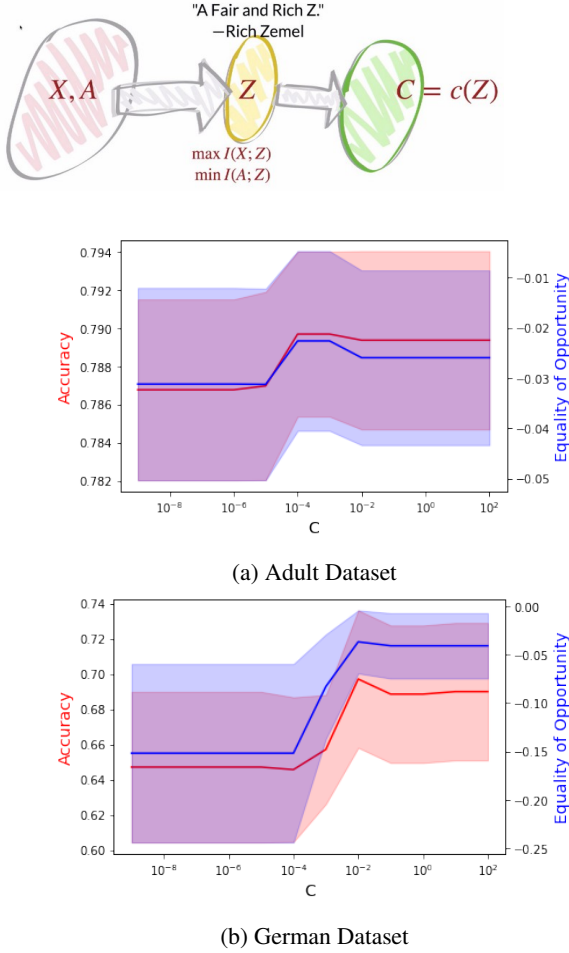 "A Fair and Rich Z."
—Rich Zemel
X, A
Z
C = c(Z)
max I(X; Z)
min I(A; Z)
0.794
0.792
0.790
0.788
0.786
0.784
0.782
Accuracy
−0.01
−0.02
−0.03
−0.04
−0.05
Equality of Opportunity
10⁻⁸ 10⁻⁶ 10⁻⁴ 10⁻² 10⁰ 10²
C
(a) Adult Dataset
0.74
0.72
0.70
0.68
0.66
0.64
0.62
0.60
Accuracy
0.00
−0.05
−0.10
−0.15
−0.20
−0.25
Equality of Opportunity
10⁻⁸ 10⁻⁶ 10⁻⁴ 10⁻² 10⁰ 10²
C
(b) German Dataset